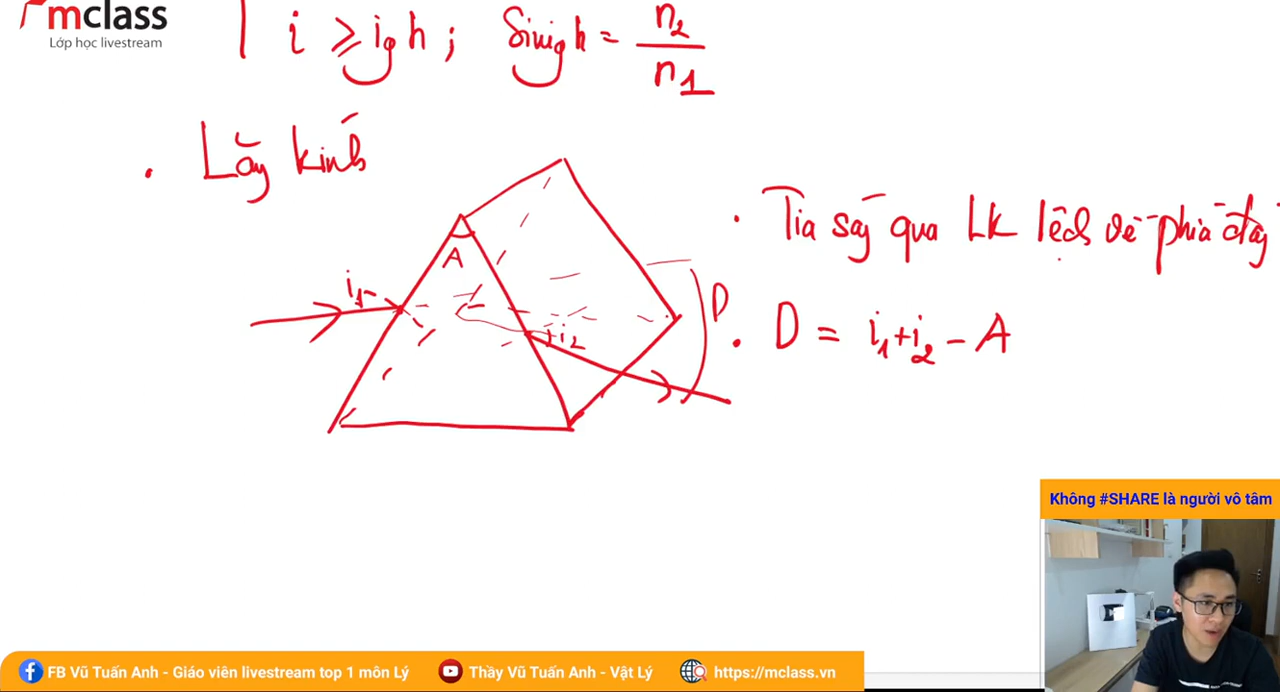 mclass
Lớp học livestream
i ≥ igh ; Sinigh = n2/n1
. Lăng kính
A
i1
i2
D
. Tia sáng qua LK lệch về phía đáy
. D = i1 + i2 - A
Không #SHARE là người vô tâm
FB Vũ Tuấn Anh - Giáo viên livestream top 1 môn Lý
Thầy Vũ Tuấn Anh - Vật Lý
https://mclass.vn